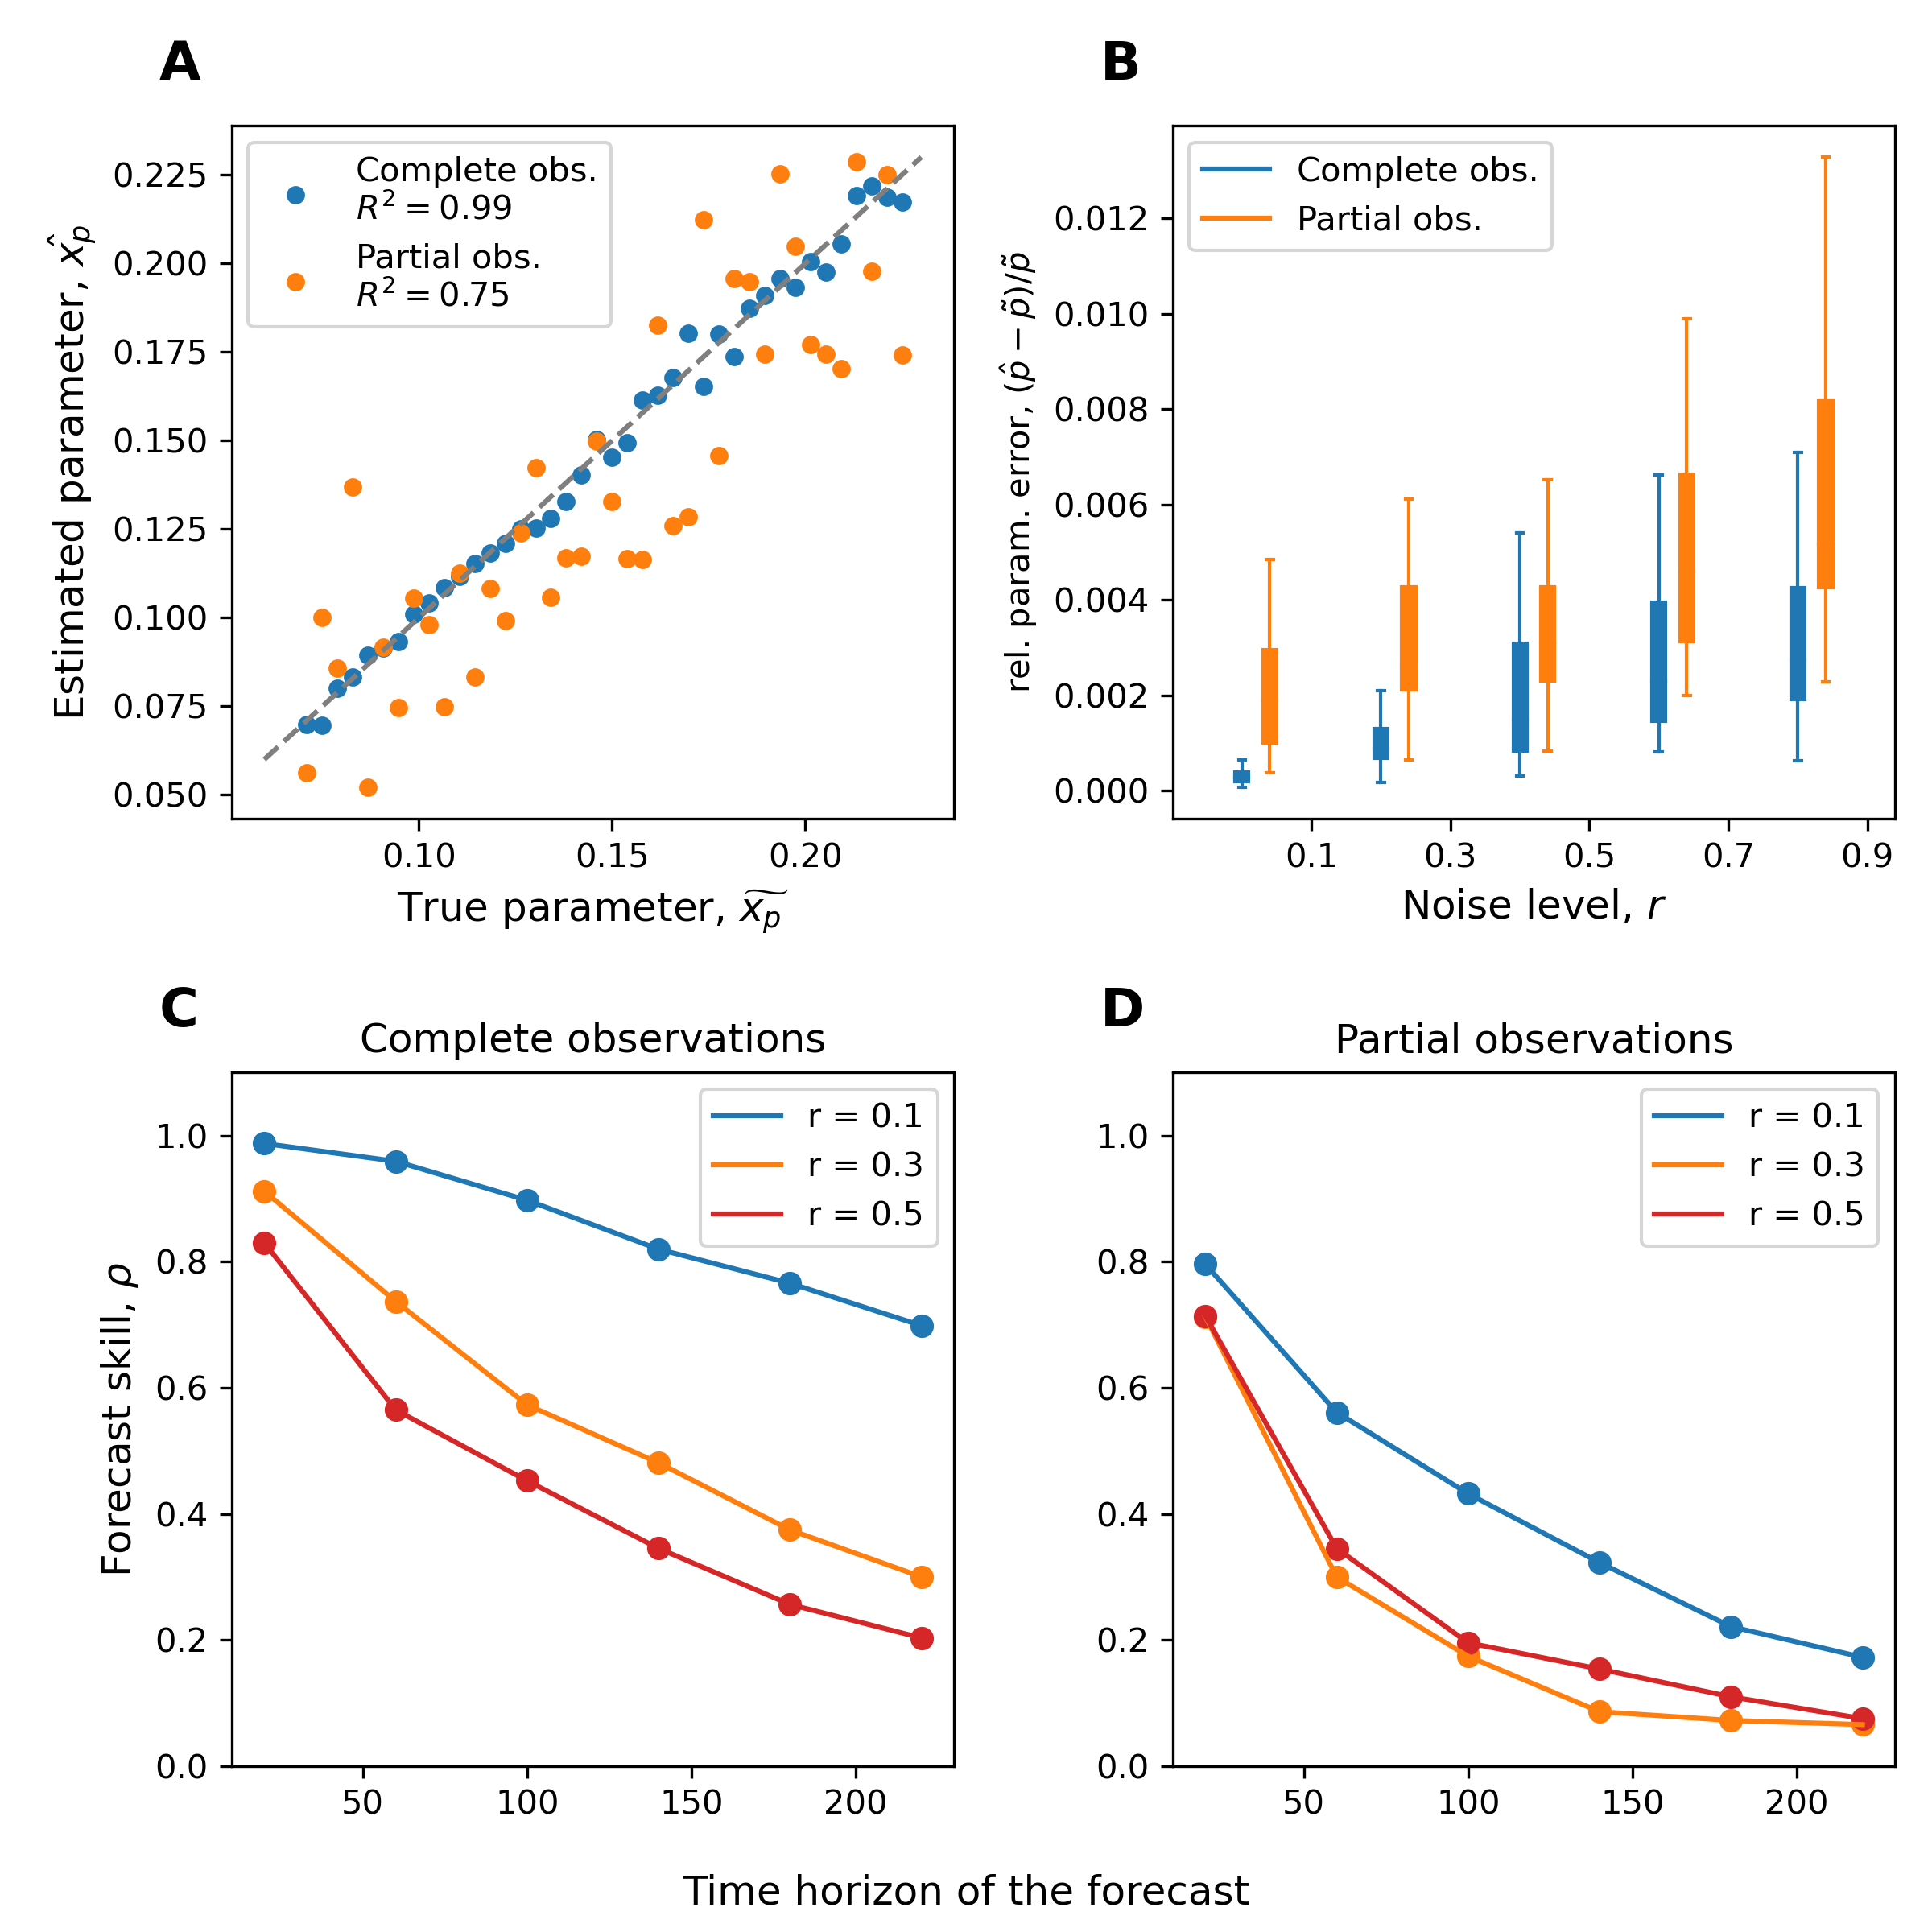 A
Complete obs.
R² = 0.99
Partial obs.
R² = 0.75
0.225
0.200
0.175
0.150
0.125
0.100
0.075
0.050
Estimated parameter, x̂ₚ
0.10 0.15 0.20
True parameter, x̃ₚ
B
Complete obs.
Partial obs.
0.012
0.010
0.008
0.006
0.004
0.002
0.000
rel. param. error, (p̂ − p̃)/p̃
0.1 0.3 0.5 0.7 0.9
Noise level, r
C
Complete observations
r = 0.1
r = 0.3
r = 0.5
1.0
0.8
0.6
0.4
0.2
0.0
Forecast skill, ρ
50 100 150 200
D
Partial observations
r = 0.1
r = 0.3
r = 0.5
1.0
0.8
0.6
0.4
0.2
0.0
50 100 150 200
Time horizon of the forecast